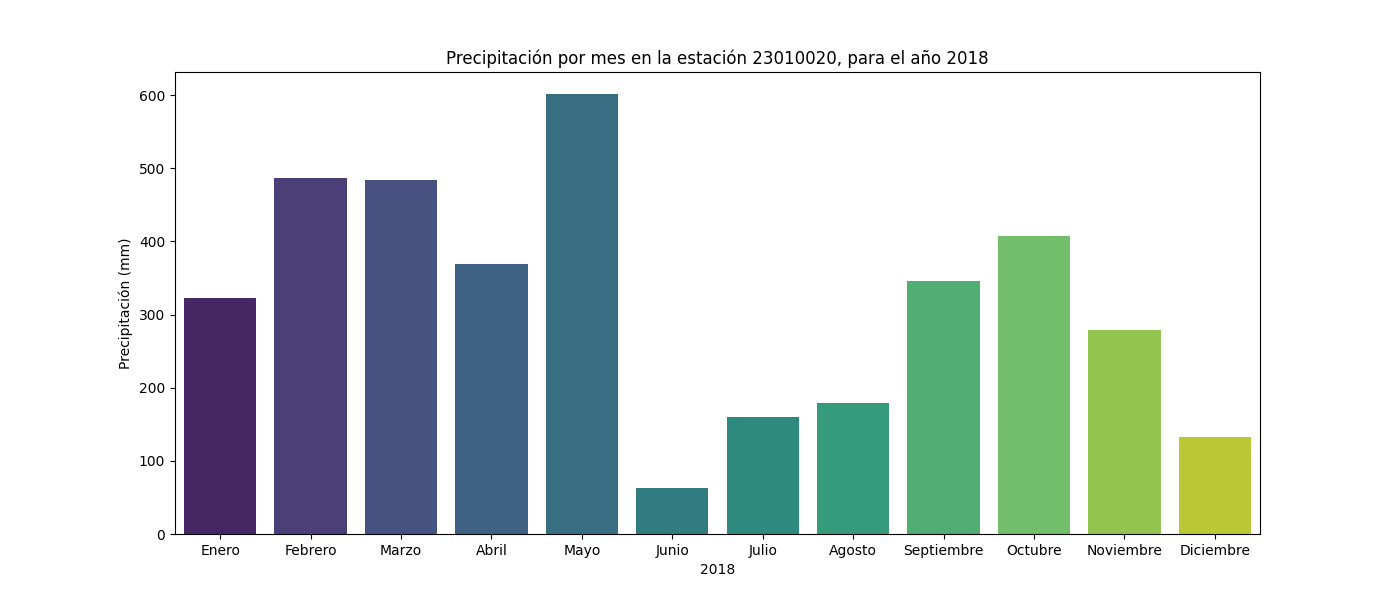 Precipitación por mes en la estación 23010020, para el año 2018
Precipitación (mm)
600
500
400
300
200
100
0
Enero Febrero Marzo Abril Mayo Junio Julio Agosto Septiembre Octubre Noviembre Diciembre
2018